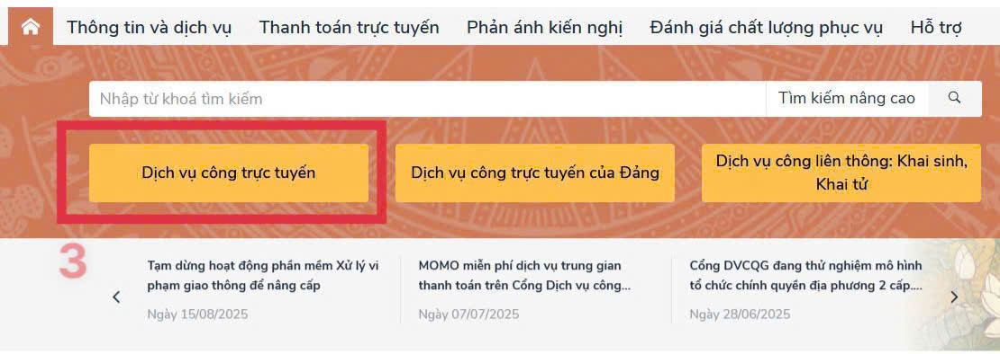 Thông tin và dịch vụ Thanh toán trực tuyến Phản ánh kiến nghị Đánh giá chất lượng phục vụ Hỗ trợ
Nhập từ khoá tìm kiếm Tìm kiếm nâng cao
Dịch vụ công trực tuyến
Dịch vụ công trực tuyến của Đảng
Dịch vụ công liên thông: Khai sinh,
Khai tử
3
Tạm dừng hoạt động phần mềm Xử lý vi
phạm giao thông để nâng cấp
Ngày 15/08/2025
MOMO miễn phí dịch vụ trung gian
thanh toán trên Cổng Dịch vụ công...
Ngày 07/07/2025
Cổng DVCQG đang thử nghiệm mô hình
tổ chức chính quyền địa phương 2 cấp....
Ngày 28/06/2025